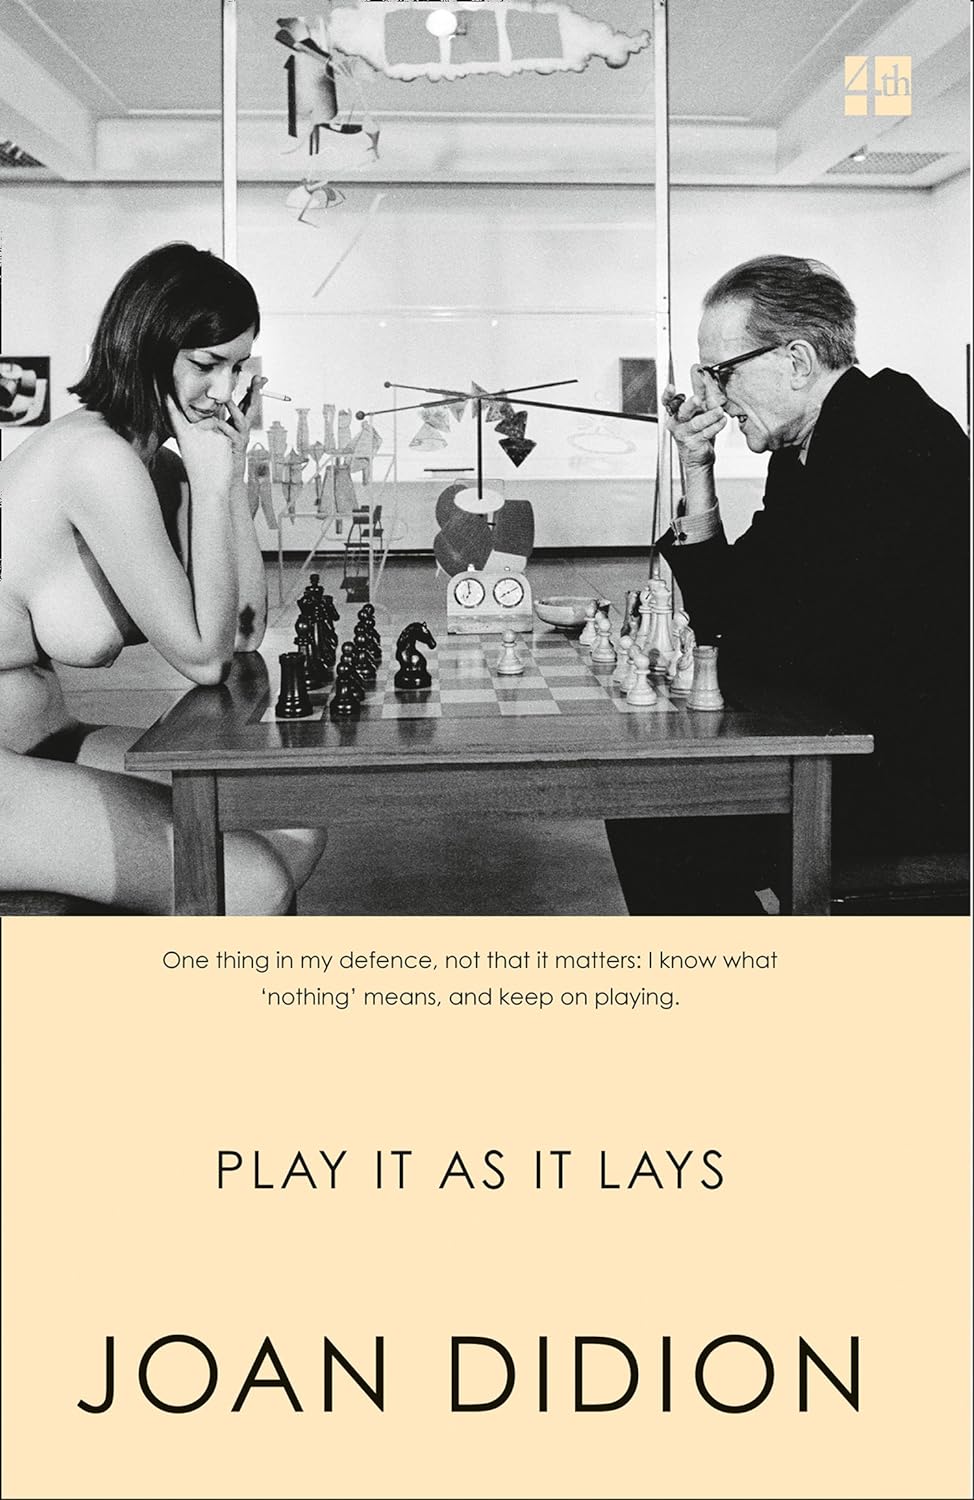 4th
One thing in my defence, not that it matters: I know what
‘nothing’ means, and keep on playing.
PLAY IT AS IT LAYS
JOAN DIDION